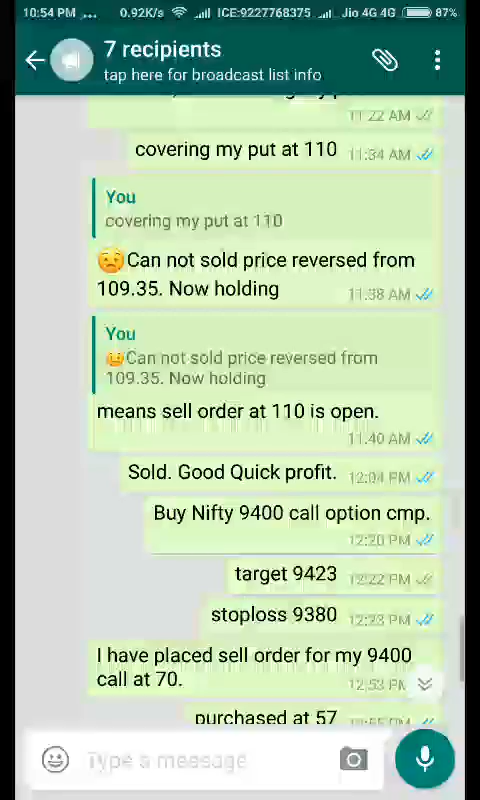 10:54 PM ... 0.92K/s ICE:9227768375 Jio 4G 4G 87%
7 recipients
tap here for broadcast list info
11:22 AM
covering my put at 110 11:34 AM
You
covering my put at 110
😟Can not sold price reversed from
109.35. Now holding 11:38 AM
You
😟Can not sold price reversed from
109.35. Now holding
means sell order at 110 is open.
11:40 AM
Sold. Good Quick profit. 12:04 PM
Buy Nifty 9400 call option cmp.
12:20 PM
target 9423 12:22 PM
stoploss 9380 12:23 PM
I have placed sell order for my 9400
call at 70. 12:53 PM
purchased at 57
Type a message